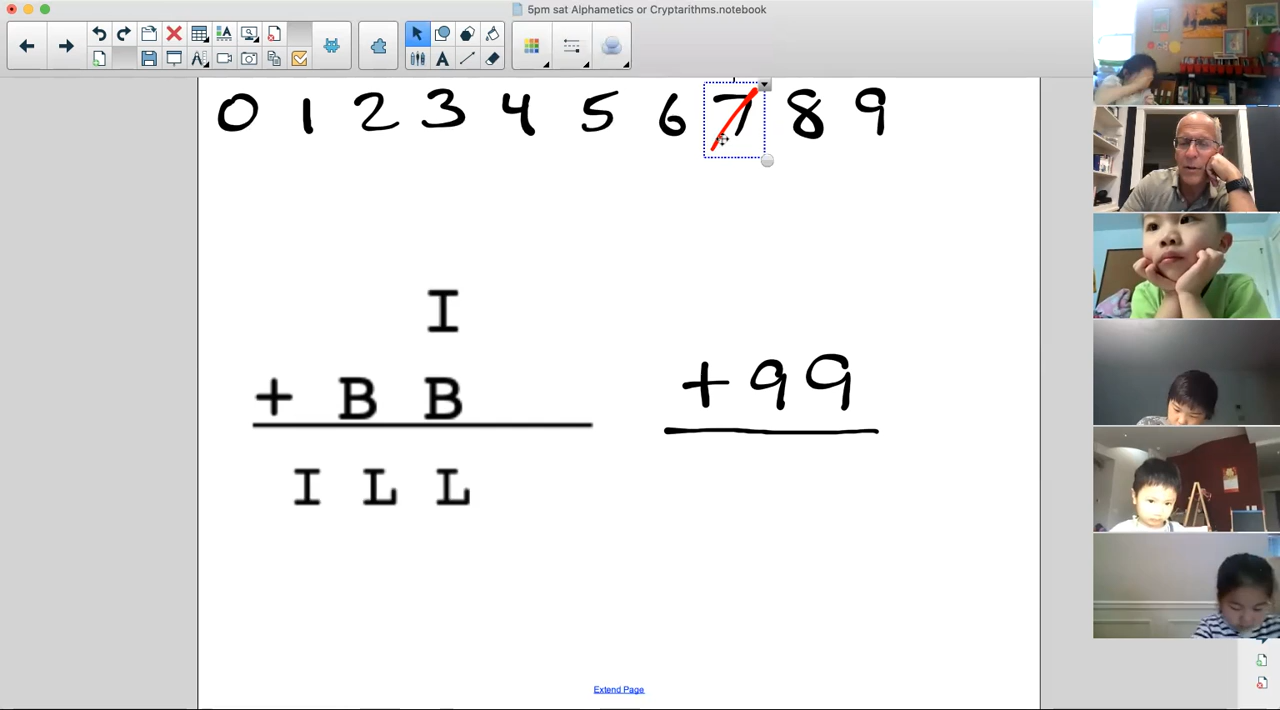 5pm sat Alphametics or Cryptarithms.notebook
0 1 2 3 4 5 6 7 8 9
I
+ B B
I L L
+ 9 9
Extend Page